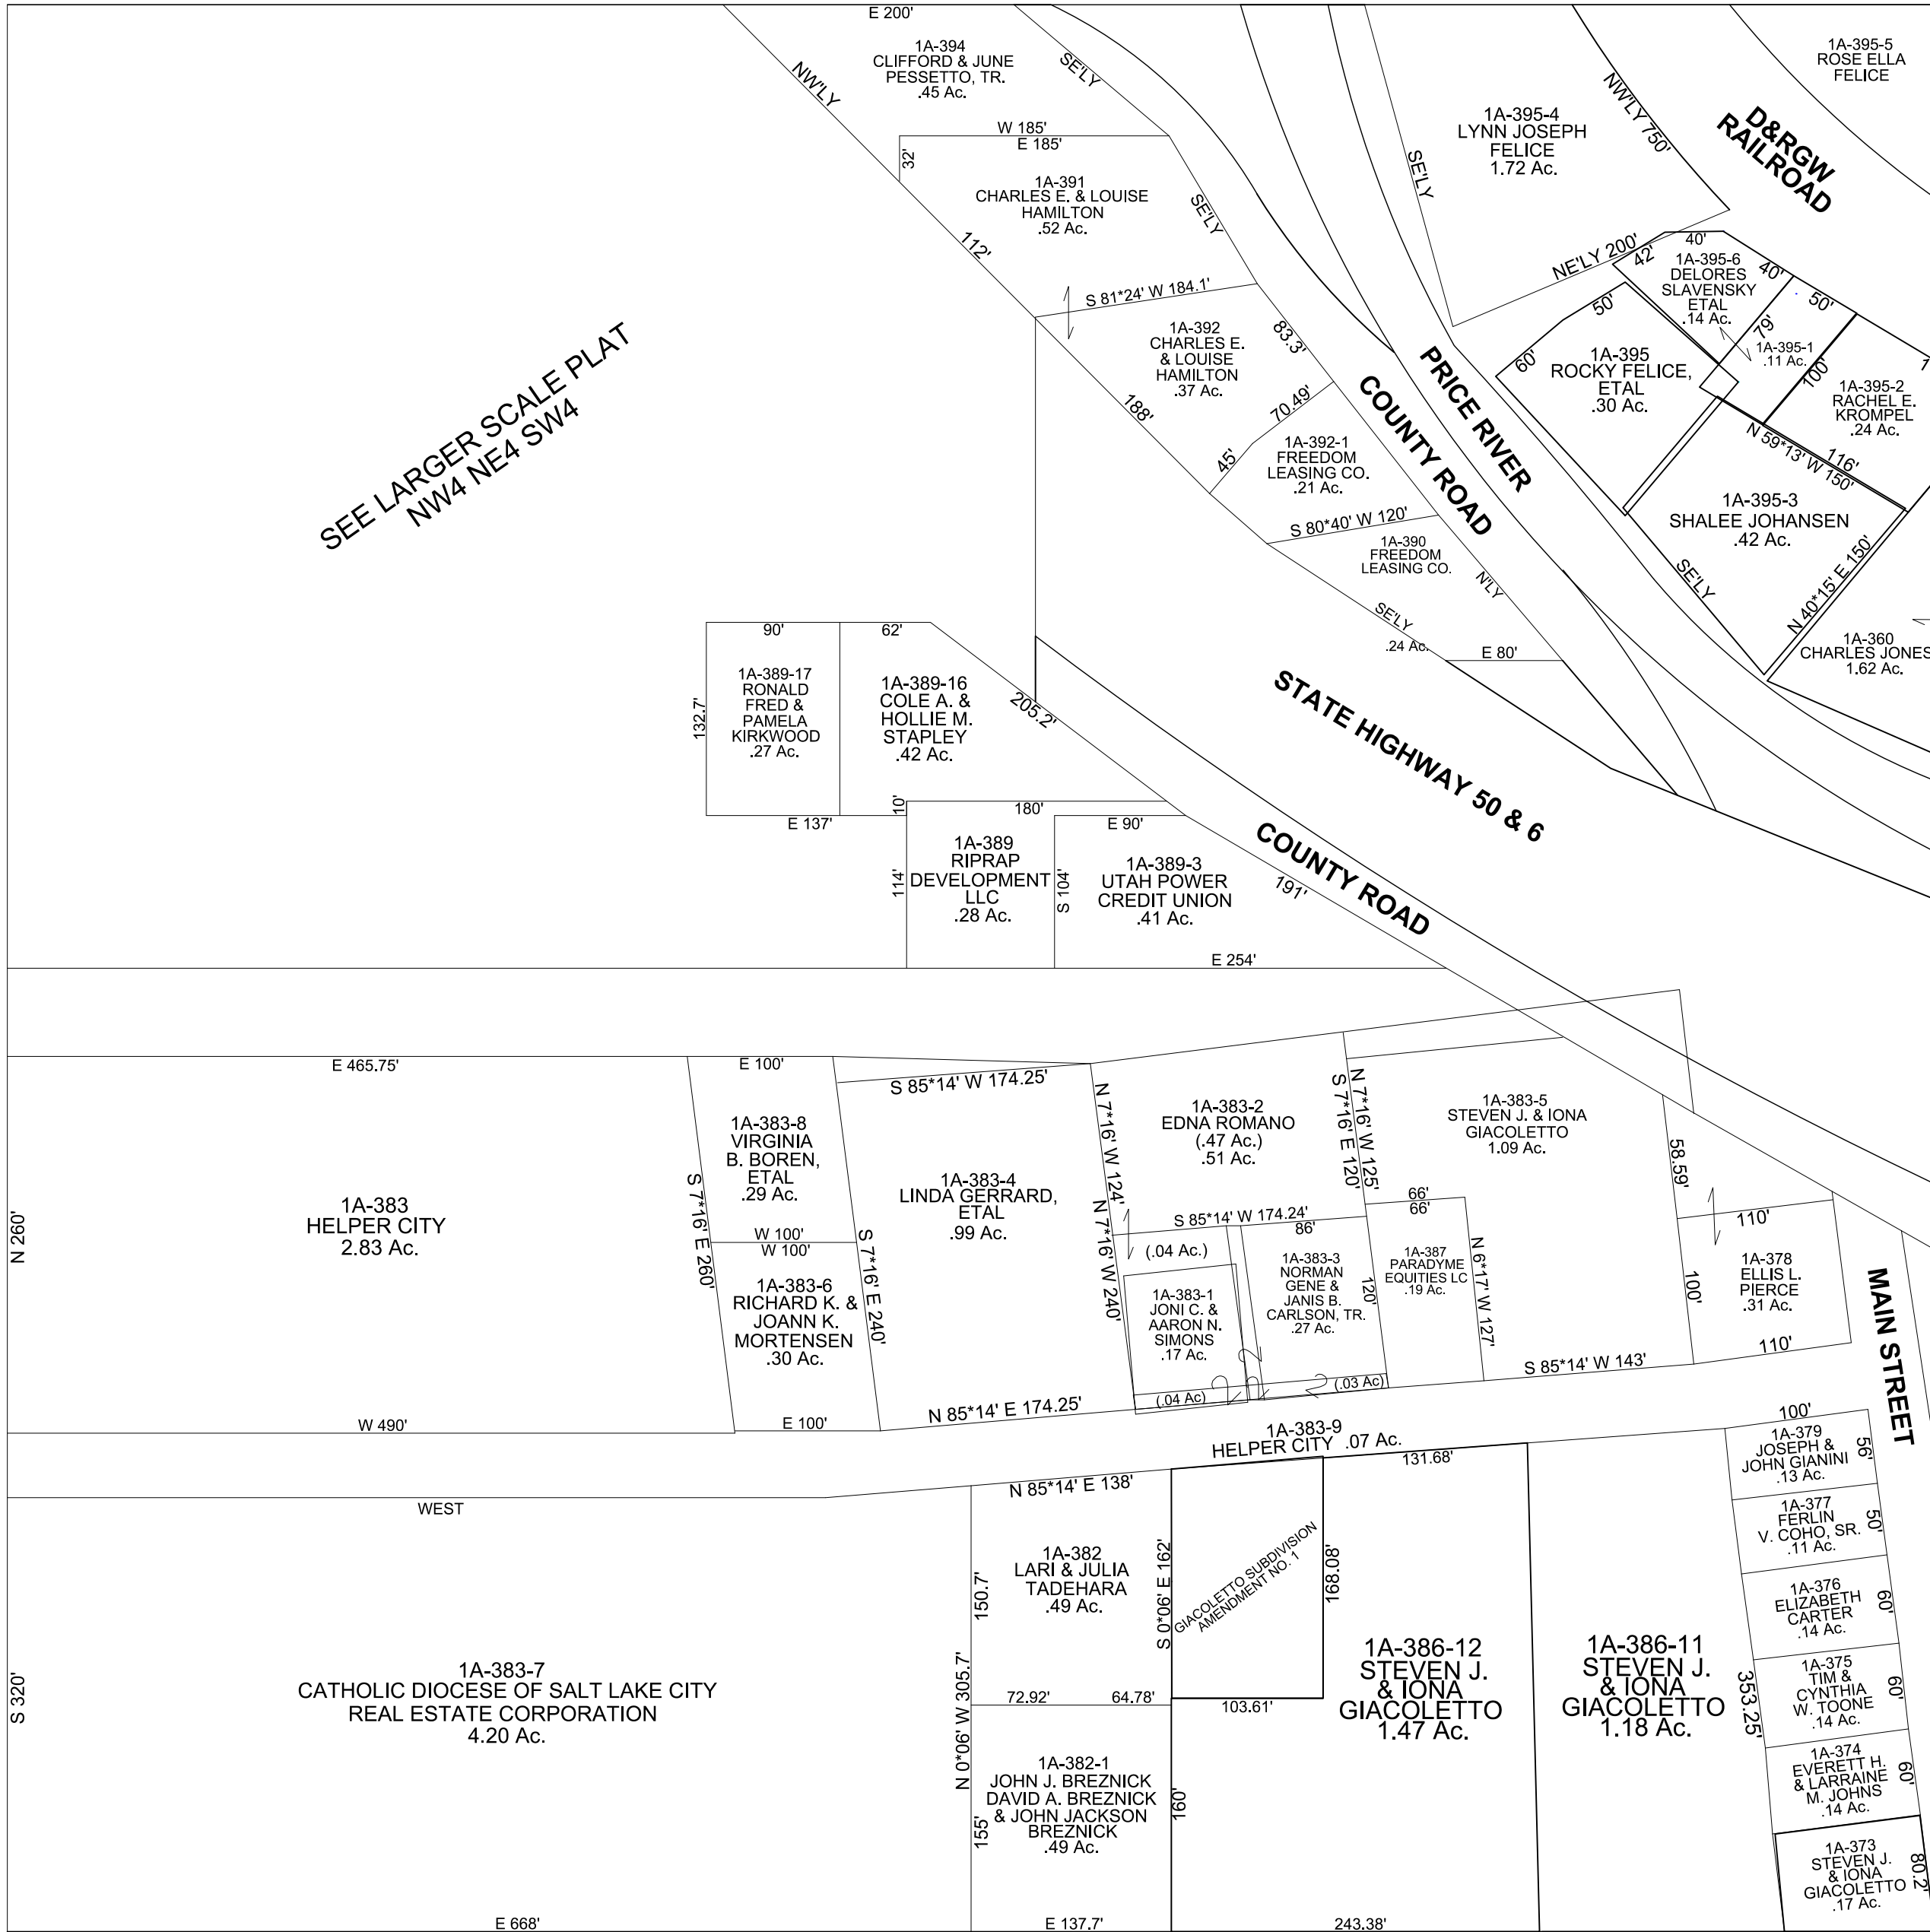 E 200'
1A-394
CLIFFORD & JUNE
PESSETTO, TR.
.45 Ac.
NW'LY
SE'LY
W 185'
E 185'
32'
1A-391
CHARLES E. & LOUISE
HAMILTON
.52 Ac.
SE'LY
112'
S 81*24' W 184.1'
1A-392
CHARLES E.
& LOUISE
HAMILTON
.37 Ac.
83.3'
188'
70.49'
45'
1A-392-1
FREEDOM
LEASING CO.
.21 Ac.
S 80*40' W 120'
1A-390
FREEDOM
LEASING CO.
N'LY
SE'LY
.24 Ac.
E 80'
1A-395-5
ROSE ELLA
FELICE
1A-395-4
LYNN JOSEPH
FELICE
1.72 Ac.
NW'LY 750'
SE'LY
NE'LY 200'
D&RGW
RAILROAD
42'
40'
40'
50'
1A-395-6
DELORES
SLAVENSKY
ETAL
.14 Ac.
79'
1A-395-1
.11 Ac.
100'
50'
60'
1A-395
ROCKY FELICE,
ETAL
.30 Ac.
1
1A-395-2
RACHEL E.
KROMPEL
.24 Ac.
116'
N 59*13' W 150'
1A-395-3
SHALEE JOHANSEN
.42 Ac.
SE'LY
N 40*15' E 150'
1A-360
CHARLES JONES
1.62 Ac.
PRICE RIVER
COUNTY ROAD
SEE LARGER SCALE PLAT
NW4 NE4 SW4
STATE HIGHWAY 50 & 6
COUNTY ROAD
90'
62'
132.7'
1A-389-17
RONALD
FRED &
PAMELA
KIRKWOOD
.27 Ac.
1A-389-16
COLE A. &
HOLLIE M.
STAPLEY
.42 Ac.
205.2'
E 137'
10'
180'
E 90'
114'
1A-389
RIPRAP
DEVELOPMENT
LLC
.28 Ac.
S 104'
1A-389-3
UTAH POWER
CREDIT UNION
.41 Ac.
191'
E 254'
E 465.75'
E 100'
S 85*14' W 174.25'
N 260'
1A-383
HELPER CITY
2.83 Ac.
S 7*16' E 260'
1A-383-8
VIRGINIA
B. BOREN,
ETAL
.29 Ac.
W 100'
W 100'
1A-383-6
RICHARD K. &
JOANN K.
MORTENSEN
.30 Ac.
S 7*16' E 240'
1A-383-4
LINDA GERRARD,
ETAL
.99 Ac.
N 7*16' W 124'
N 7*16' W 240'
1A-383-2
EDNA ROMANO
(.47 Ac.)
.51 Ac.
S 7*16' E 120'
N 7*16' W 125'
S 85*14' W 174.24'
86'
(.04 Ac.)
1A-383-1
JONI C. &
AARON N.
SIMONS
.17 Ac.
1A-383-3
NORMAN
GENE &
JANIS B.
CARLSON, TR.
.27 Ac.
120'
(.04 Ac)
(.03 Ac)
1A-383-5
STEVEN J. & IONA
GIACOLETTO
1.09 Ac.
66'
66'
1A-387
PARADYME
EQUITIES LC
.19 Ac.
N 6*17' W 127'
58.59'
110'
100'
1A-378
ELLIS L.
PIERCE
.31 Ac.
110'
S 85*14' W 143'
MAIN STREET
W 490'
E 100'
N 85*14' E 174.25'
1A-383-9
HELPER CITY .07 Ac.
131.68'
WEST
N 85*14' E 138'
S 320'
1A-383-7
CATHOLIC DIOCESE OF SALT LAKE CITY
REAL ESTATE CORPORATION
4.20 Ac.
E 668'
150.7'
N 0*06' W 305.7'
155'
1A-382
LARI & JULIA
TADEHARA
.49 Ac.
S 0*06' E 162'
72.92'
64.78'
1A-382-1
JOHN J. BREZNICK
DAVID A. BREZNICK
& JOHN JACKSON
BREZNICK
.49 Ac.
160'
E 137.7'
GIACOLETTO SUBDIVISION
AMENDMENT NO. 1
168.08'
103.61'
1A-386-12
STEVEN J.
& IONA
GIACOLETTO
1.47 Ac.
243.38'
1A-386-11
STEVEN J.
& IONA
GIACOLETTO
1.18 Ac.
353.25'
100'
1A-379
JOSEPH &
JOHN GIANINI
.13 Ac.
56'
1A-377
FERLIN
V. COHO, SR.
.11 Ac.
50'
1A-376
ELIZABETH
CARTER
.14 Ac.
60'
1A-375
TIM &
CYNTHIA
W. TOONE
.14 Ac.
60'
1A-374
EVERETT H.
& LARRAINE
M. JOHNS
.14 Ac.
60'
1A-373
STEVEN J.
& IONA
GIACOLETTO
.17 Ac.
80.2'